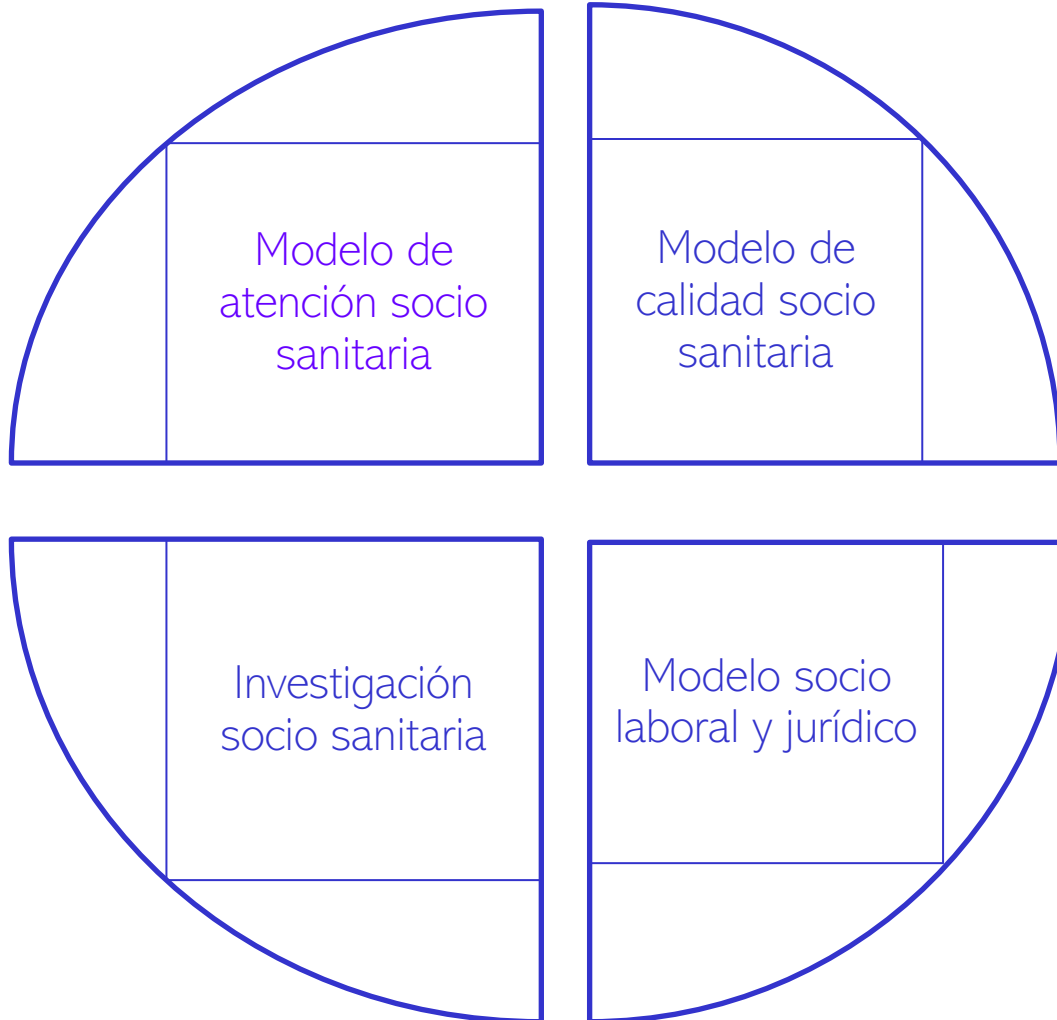 Modelo de
atención socio
sanitaria
Modelo de
calidad socio
sanitaria
Investigación
socio sanitaria
Modelo socio
laboral y jurídico